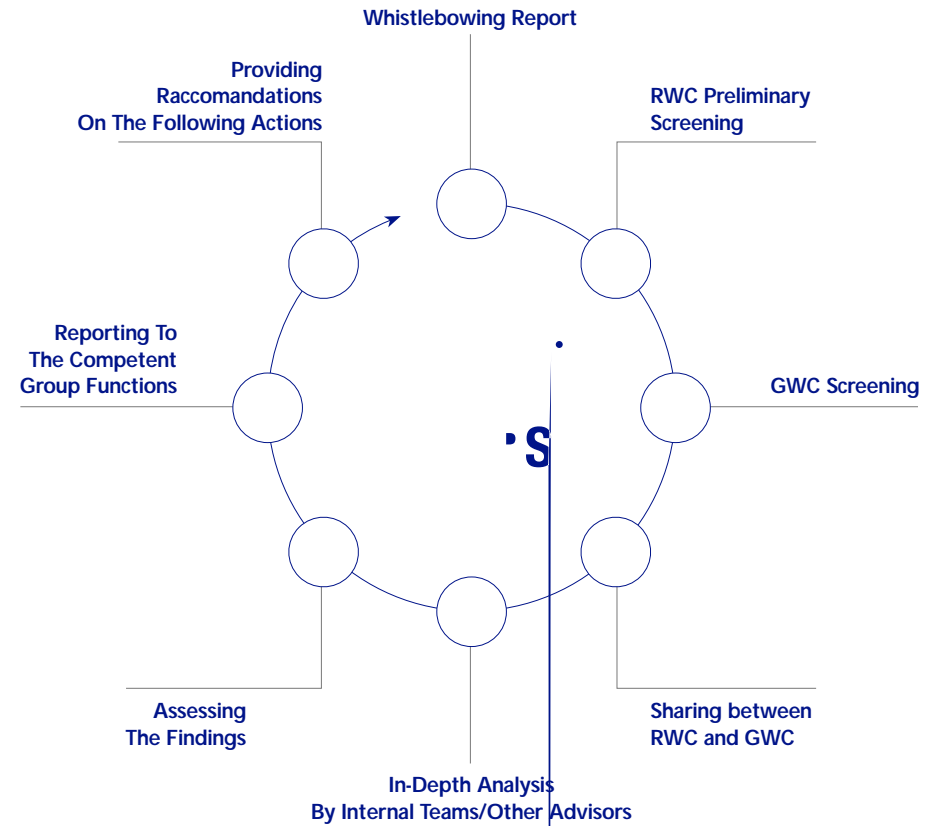 Whistlebowing Report
RWC Preliminary
Screening
GWC Screening
Sharing between
RWC and GWC
In-Depth Analysis
By Internal Teams/Other Advisors
Assessing
The Findings
Reporting To
The Competent
Group Functions
Providing
Raccomandations
On The Following Actions